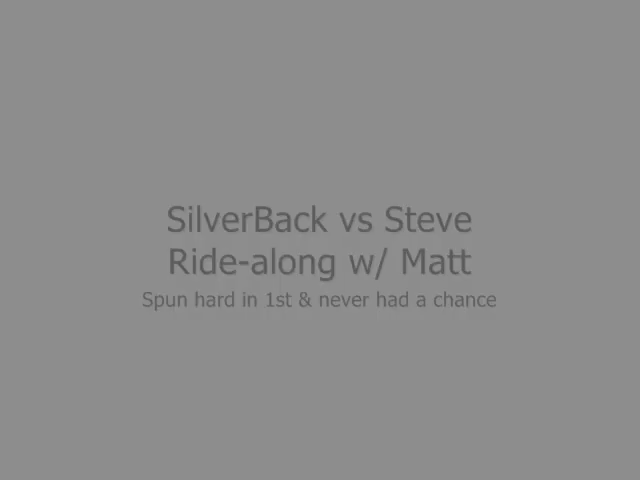 SilverBack vs Steve
Ride-along w/ Matt
Spun hard in 1st & never had a chance